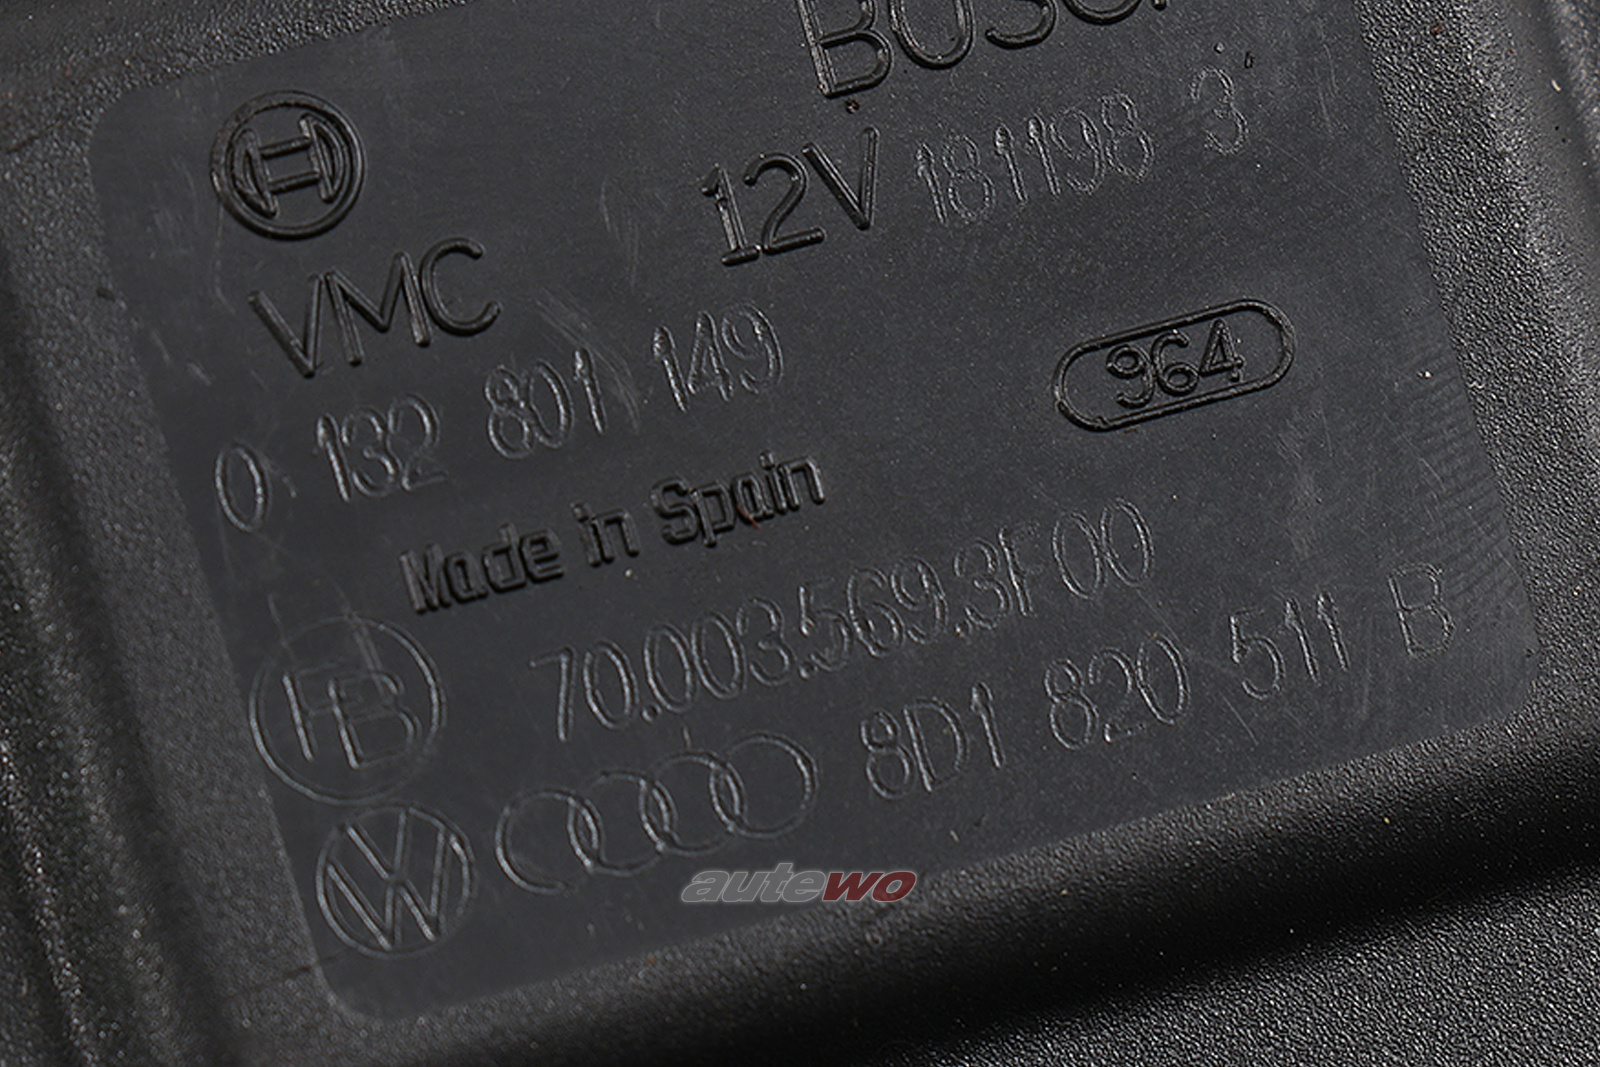 BOSCH
12V 181198 3
VMC
0 132 801 149
964
Made in Spain
70.003.569.3F00
8D1 820 511 B
autewo